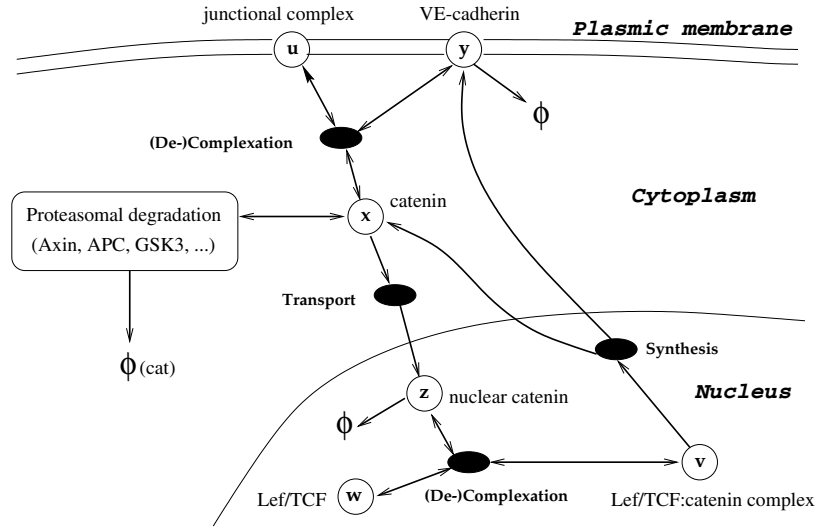 junctional complex
VE-cadherin
Plasmic membrane
u
y
ϕ
(De-)Complexation
catenin
Cytoplasm
x
Proteasomal degradation
(Axin, APC, GSK3, ...)
Transport
ϕ(cat)
Synthesis
Nucleus
z
nuclear catenin
ϕ
v
w
Lef/TCF
(De-)Complexation
Lef/TCF:catenin complex